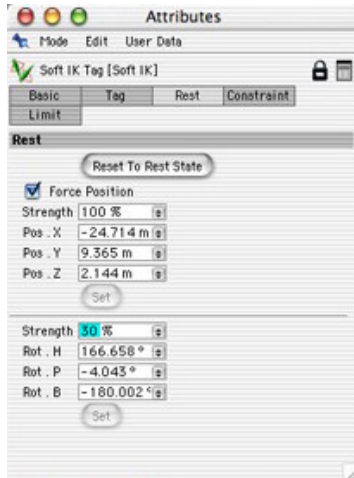 Attributes
Mode Edit User Data
Soft IK Tag [Soft IK]
Basic Tag Rest Constraint
Limit
Rest
Reset To Rest State
Force Position
Strength 100 %
Pos . X -24.714 m
Pos . Y 9.365 m
Pos . Z 2.144 m
Set
Strength 30 %
Rot . H 166.658 °
Rot . P -4.043 °
Rot . B -180.002 °
Set